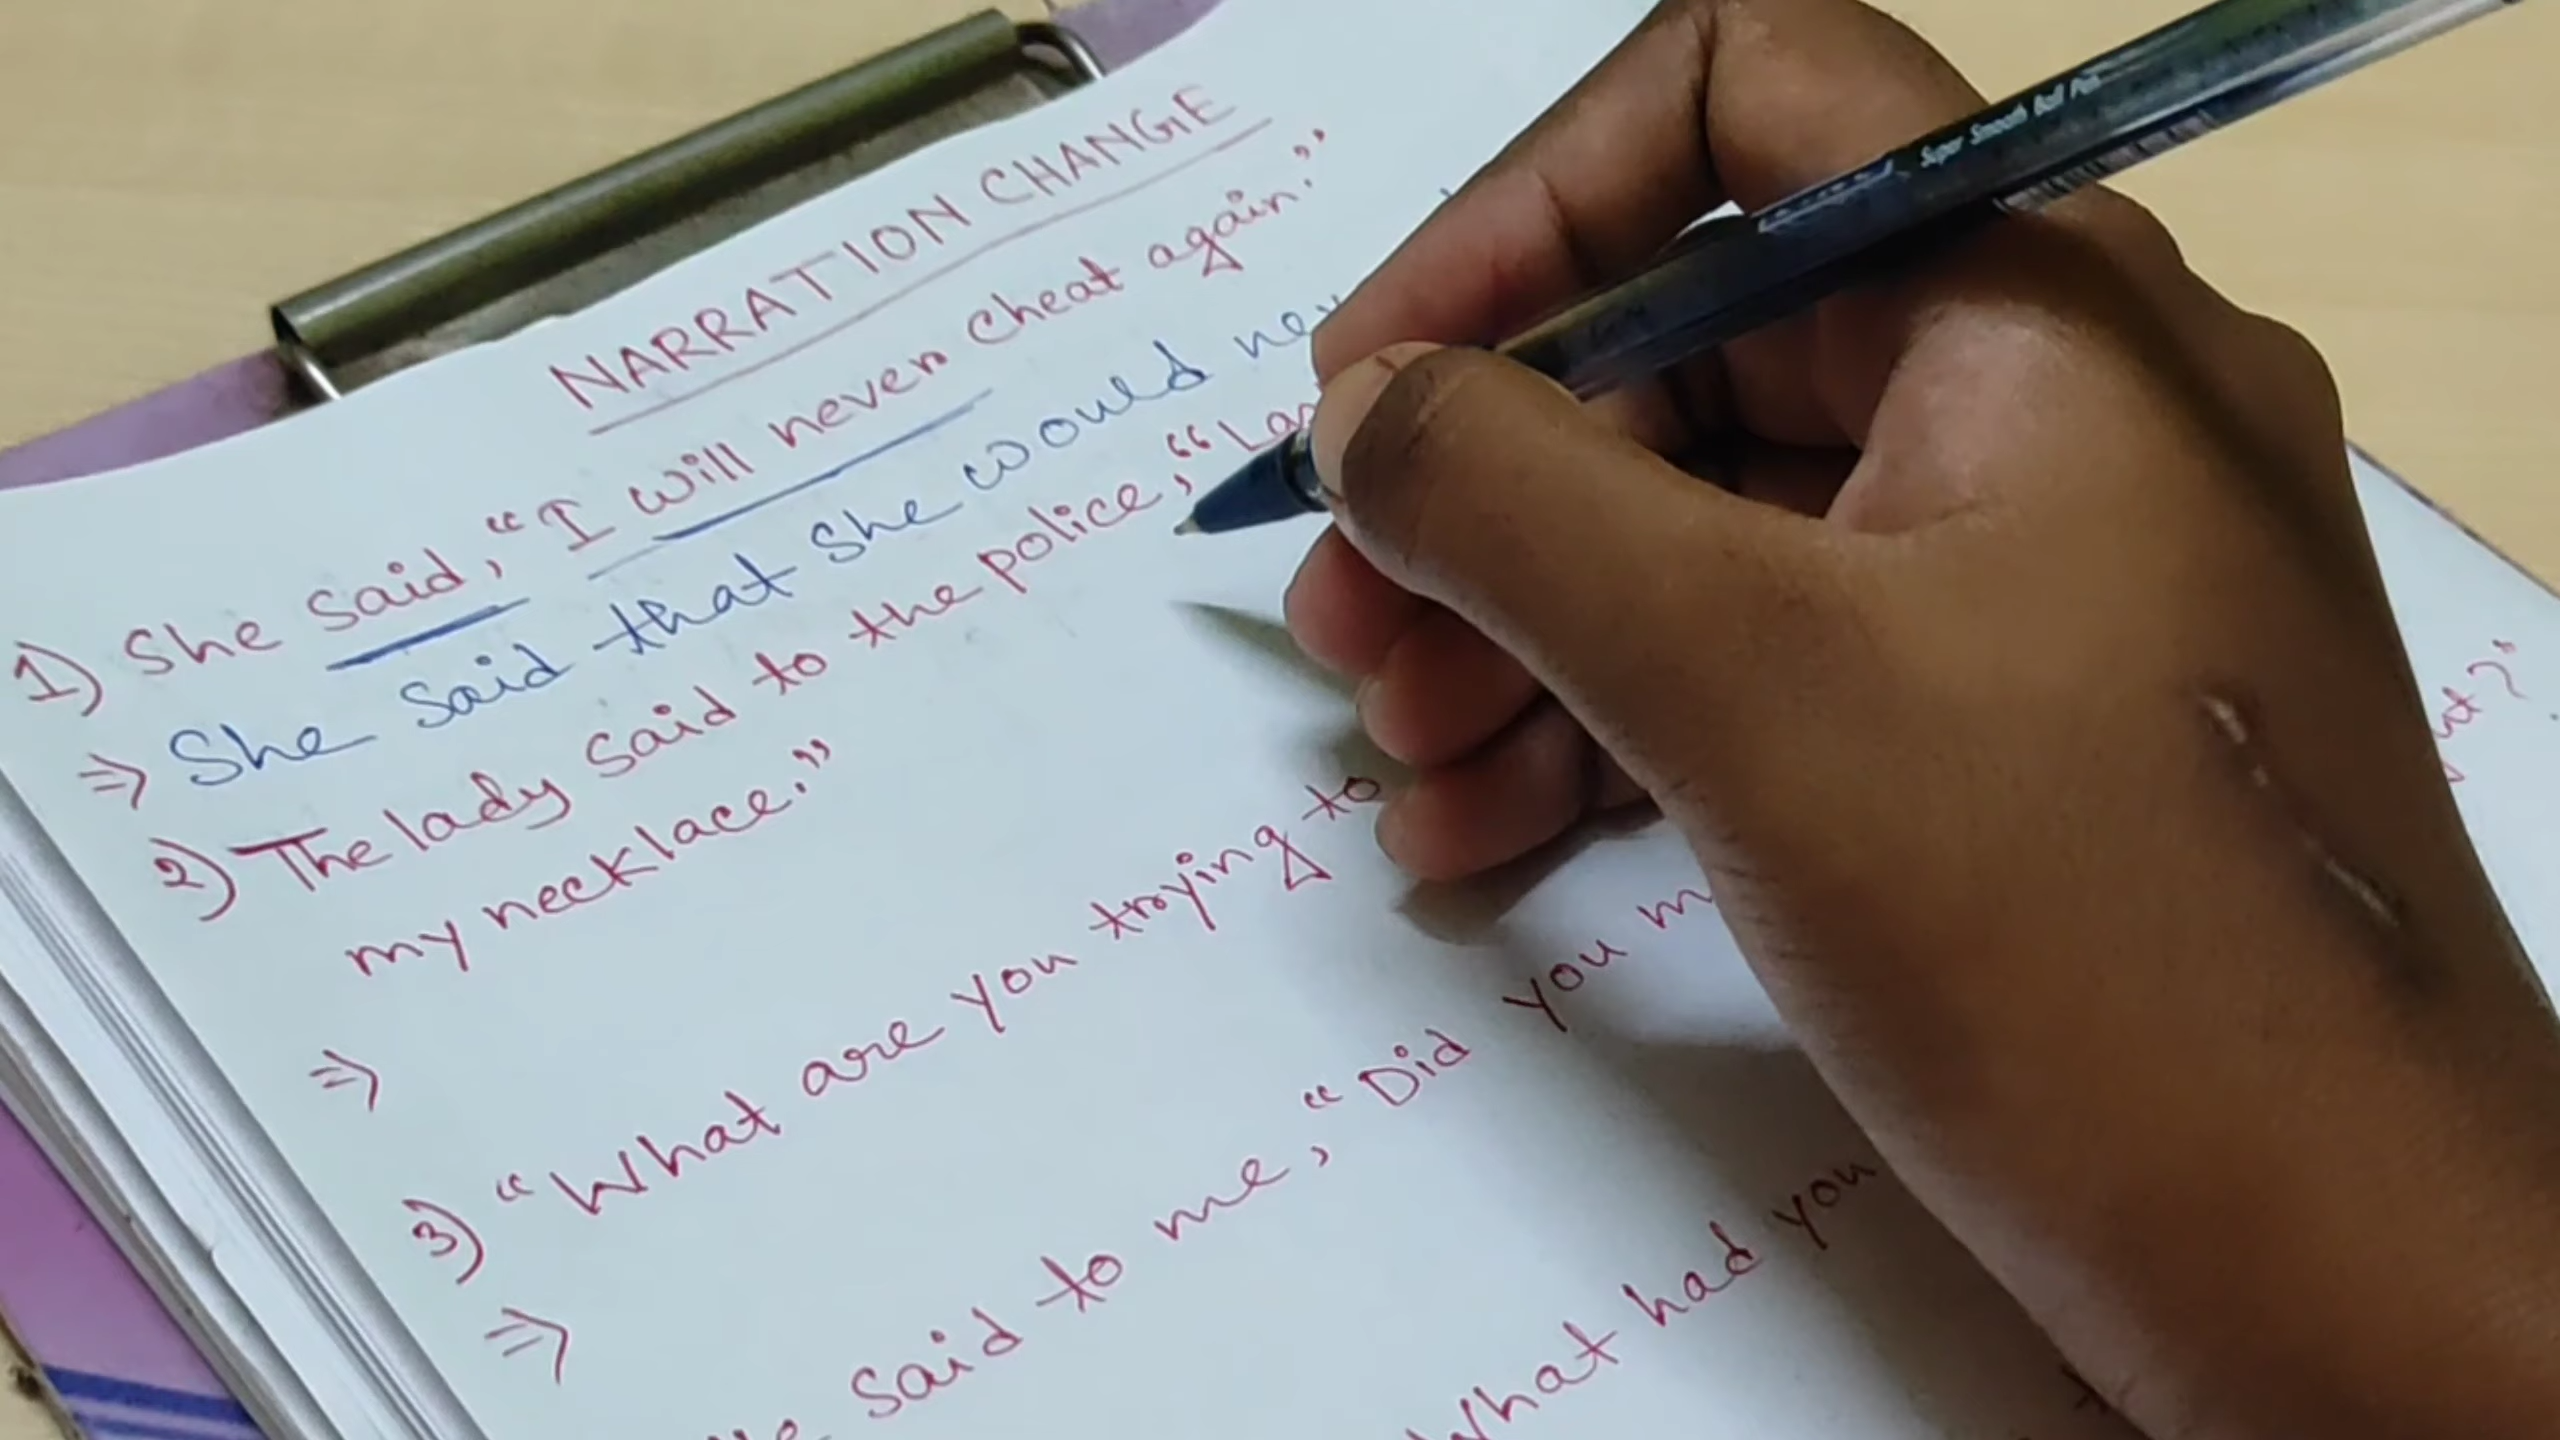 NARRATION CHANGE
1) She said, "I will never cheat again."
⇒ She said that she would
2) The lady said to the police, "
my necklace."
⇒
3) "What are you trying to
⇒
said to me, "Did you
What had you
Super Smooth Ball Pen